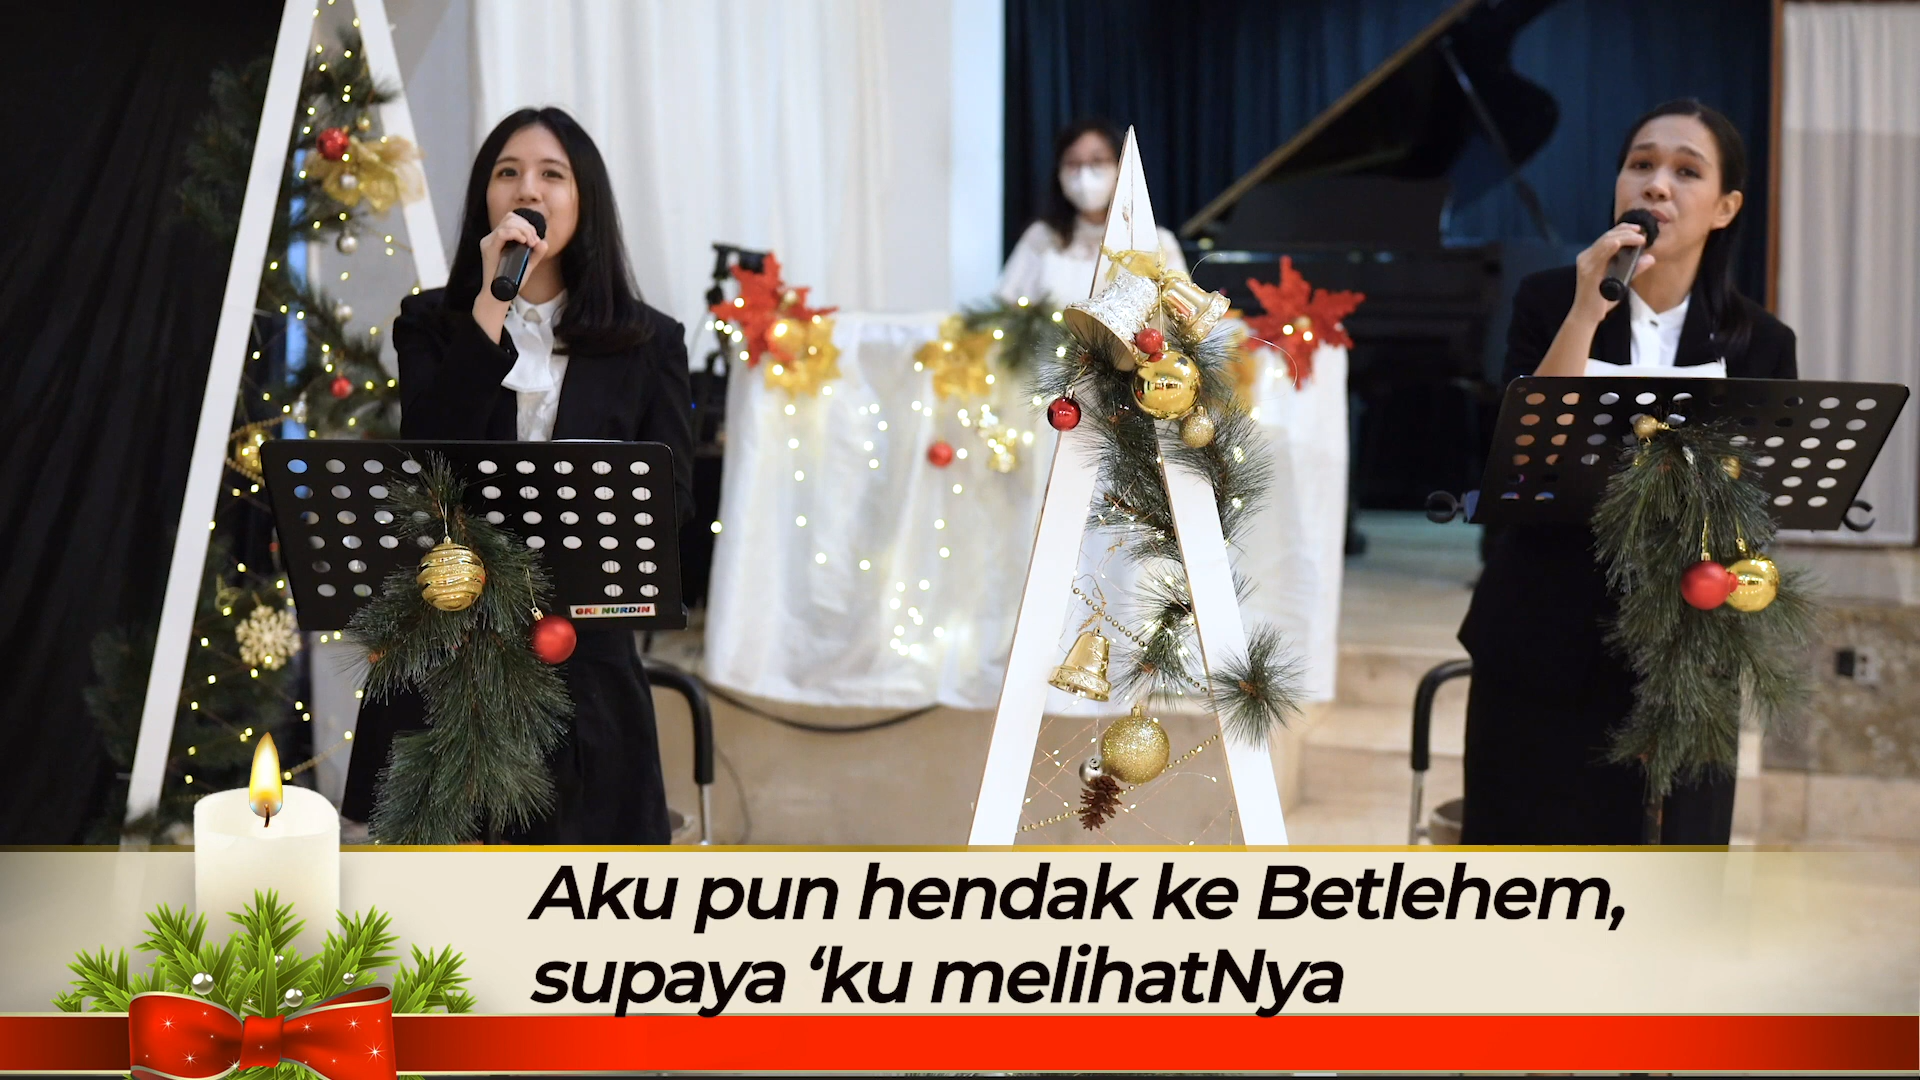 GKI NURDIN
Aku pun hendak ke Betlehem,
supaya ‘ku melihatNya